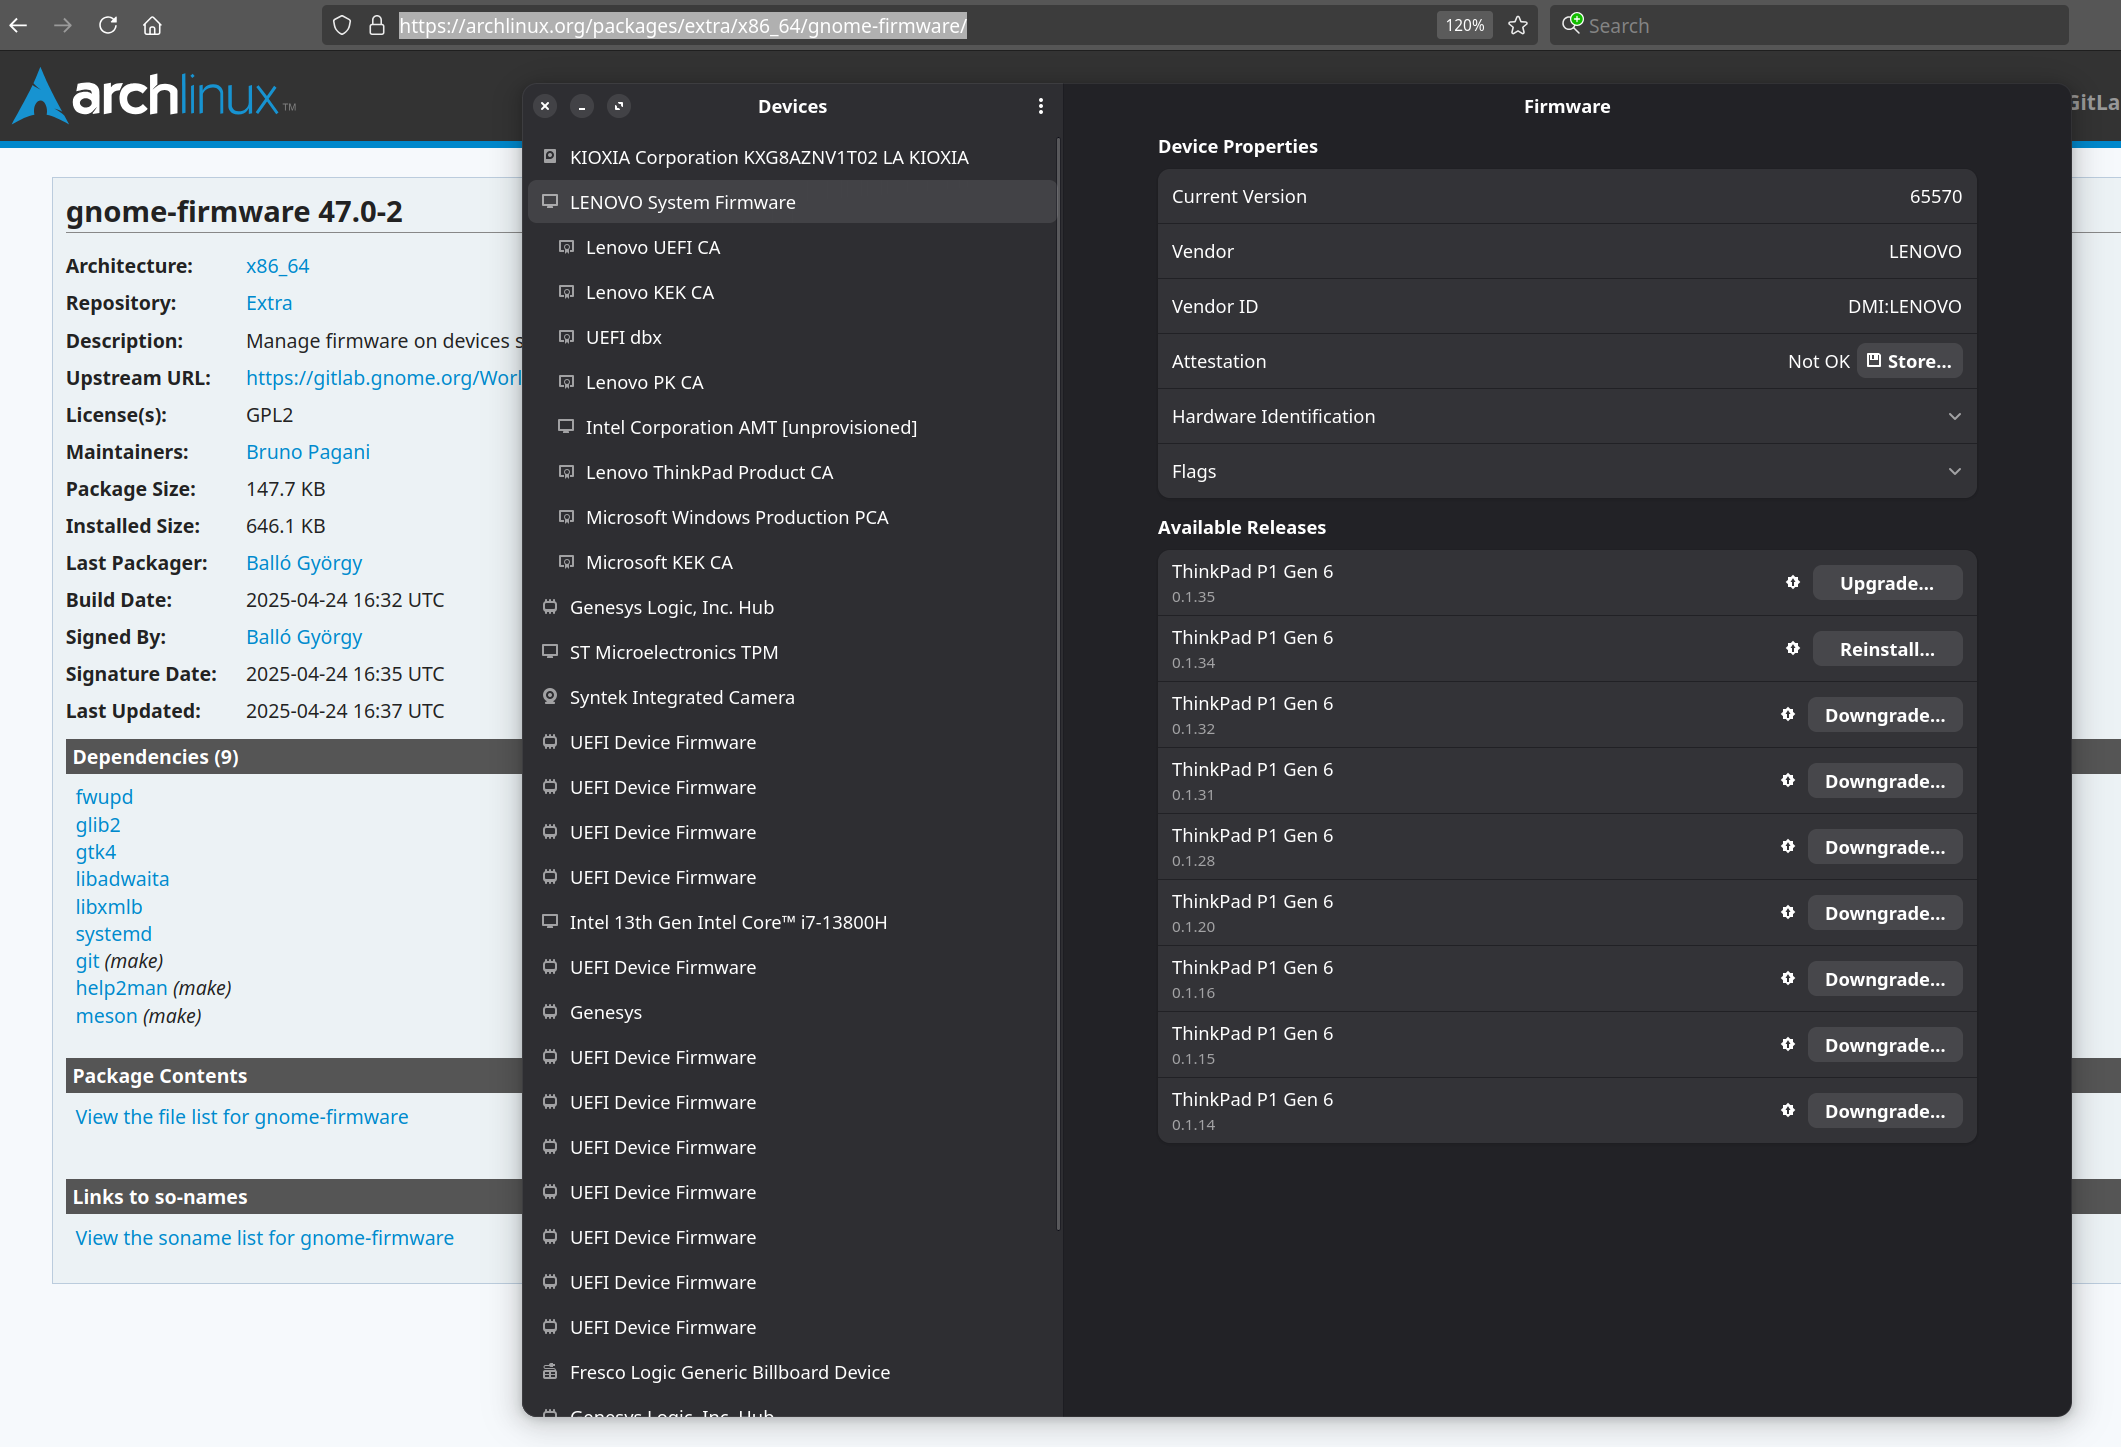 https://archlinux.org/packages/extra/x86_64/gnome-firmware/
120%
Search
archlinux™
GitLa
gnome-firmware 47.0-2
Architecture: x86_64
Repository: Extra
Description: Manage firmware on devices s
Upstream URL: https://gitlab.gnome.org/Worl
License(s): GPL2
Maintainers: Bruno Pagani
Package Size: 147.7 KB
Installed Size: 646.1 KB
Last Packager: Balló György
Build Date: 2025-04-24 16:32 UTC
Signed By: Balló György
Signature Date: 2025-04-24 16:35 UTC
Last Updated: 2025-04-24 16:37 UTC
Dependencies (9)
fwupd
glib2
gtk4
libadwaita
libxmlb
systemd
git (make)
help2man (make)
meson (make)
Package Contents
View the file list for gnome-firmware
Links to so-names
View the soname list for gnome-firmware
Devices
KIOXIA Corporation KXG8AZNV1T02 LA KIOXIA
LENOVO System Firmware
Lenovo UEFI CA
Lenovo KEK CA
UEFI dbx
Lenovo PK CA
Intel Corporation AMT [unprovisioned]
Lenovo ThinkPad Product CA
Microsoft Windows Production PCA
Microsoft KEK CA
Genesys Logic, Inc. Hub
ST Microelectronics TPM
Syntek Integrated Camera
UEFI Device Firmware
UEFI Device Firmware
UEFI Device Firmware
UEFI Device Firmware
Intel 13th Gen Intel Core™ i7-13800H
UEFI Device Firmware
Genesys
UEFI Device Firmware
UEFI Device Firmware
UEFI Device Firmware
UEFI Device Firmware
UEFI Device Firmware
UEFI Device Firmware
UEFI Device Firmware
Fresco Logic Generic Billboard Device
Genesys Logic, Inc. Hub
Firmware
Device Properties
Current Version 65570
Vendor LENOVO
Vendor ID DMI:LENOVO
Attestation Not OK Store...
Hardware Identification
Flags
Available Releases
ThinkPad P1 Gen 6
0.1.35
Upgrade...
ThinkPad P1 Gen 6
0.1.34
Reinstall...
ThinkPad P1 Gen 6
0.1.32
Downgrade...
ThinkPad P1 Gen 6
0.1.31
Downgrade...
ThinkPad P1 Gen 6
0.1.28
Downgrade...
ThinkPad P1 Gen 6
0.1.20
Downgrade...
ThinkPad P1 Gen 6
0.1.16
Downgrade...
ThinkPad P1 Gen 6
0.1.15
Downgrade...
ThinkPad P1 Gen 6
0.1.14
Downgrade...